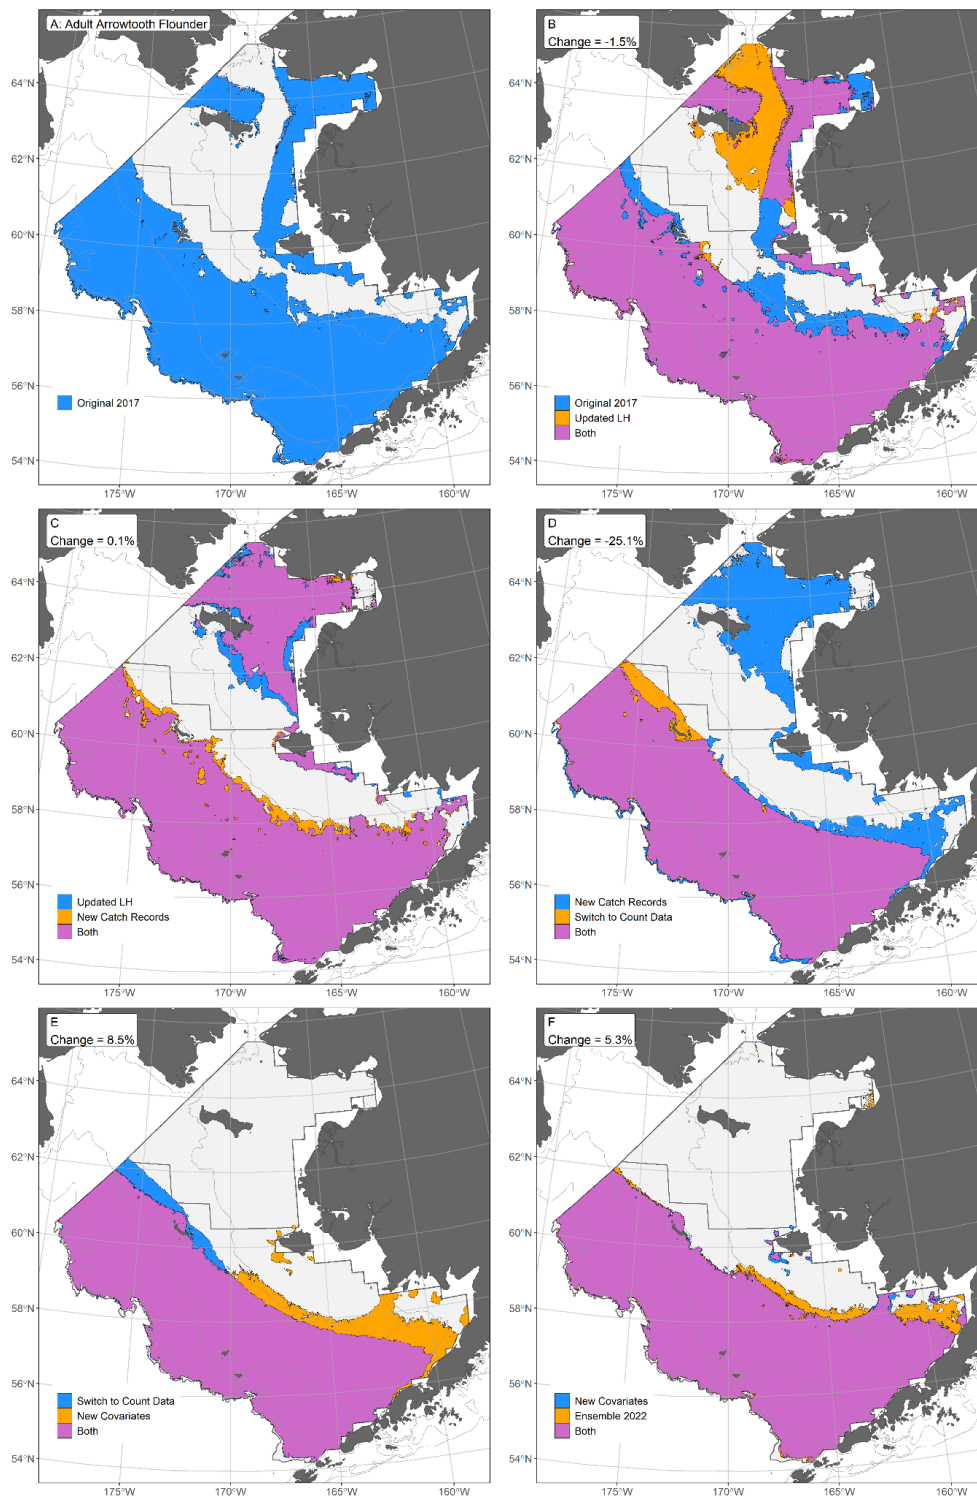 A: Adult Arrowtooth Flounder
64°N
62°N
60°N
58°N
56°N
54°N
Original 2017
175°W
170°W
165°W
160°W
B
Change = -1.5%
64°N
62°N
60°N
58°N
56°N
54°N
Original 2017
Updated LH
Both
175°W
170°W
165°W
160°W
C
Change = 0.1%
64°N
62°N
60°N
58°N
56°N
54°N
Updated LH
New Catch Records
Both
175°W
170°W
165°W
160°W
D
Change = -25.1%
64°N
62°N
60°N
58°N
56°N
54°N
New Catch Records
Switch to Count Data
Both
175°W
170°W
165°W
160°W
E
Change = 8.5%
64°N
62°N
60°N
58°N
56°N
54°N
Switch to Count Data
New Covariates
Both
175°W
170°W
165°W
160°W
F
Change = 5.3%
64°N
62°N
60°N
58°N
56°N
54°N
New Covariates
Ensemble 2022
Both
175°W
170°W
165°W
160°W